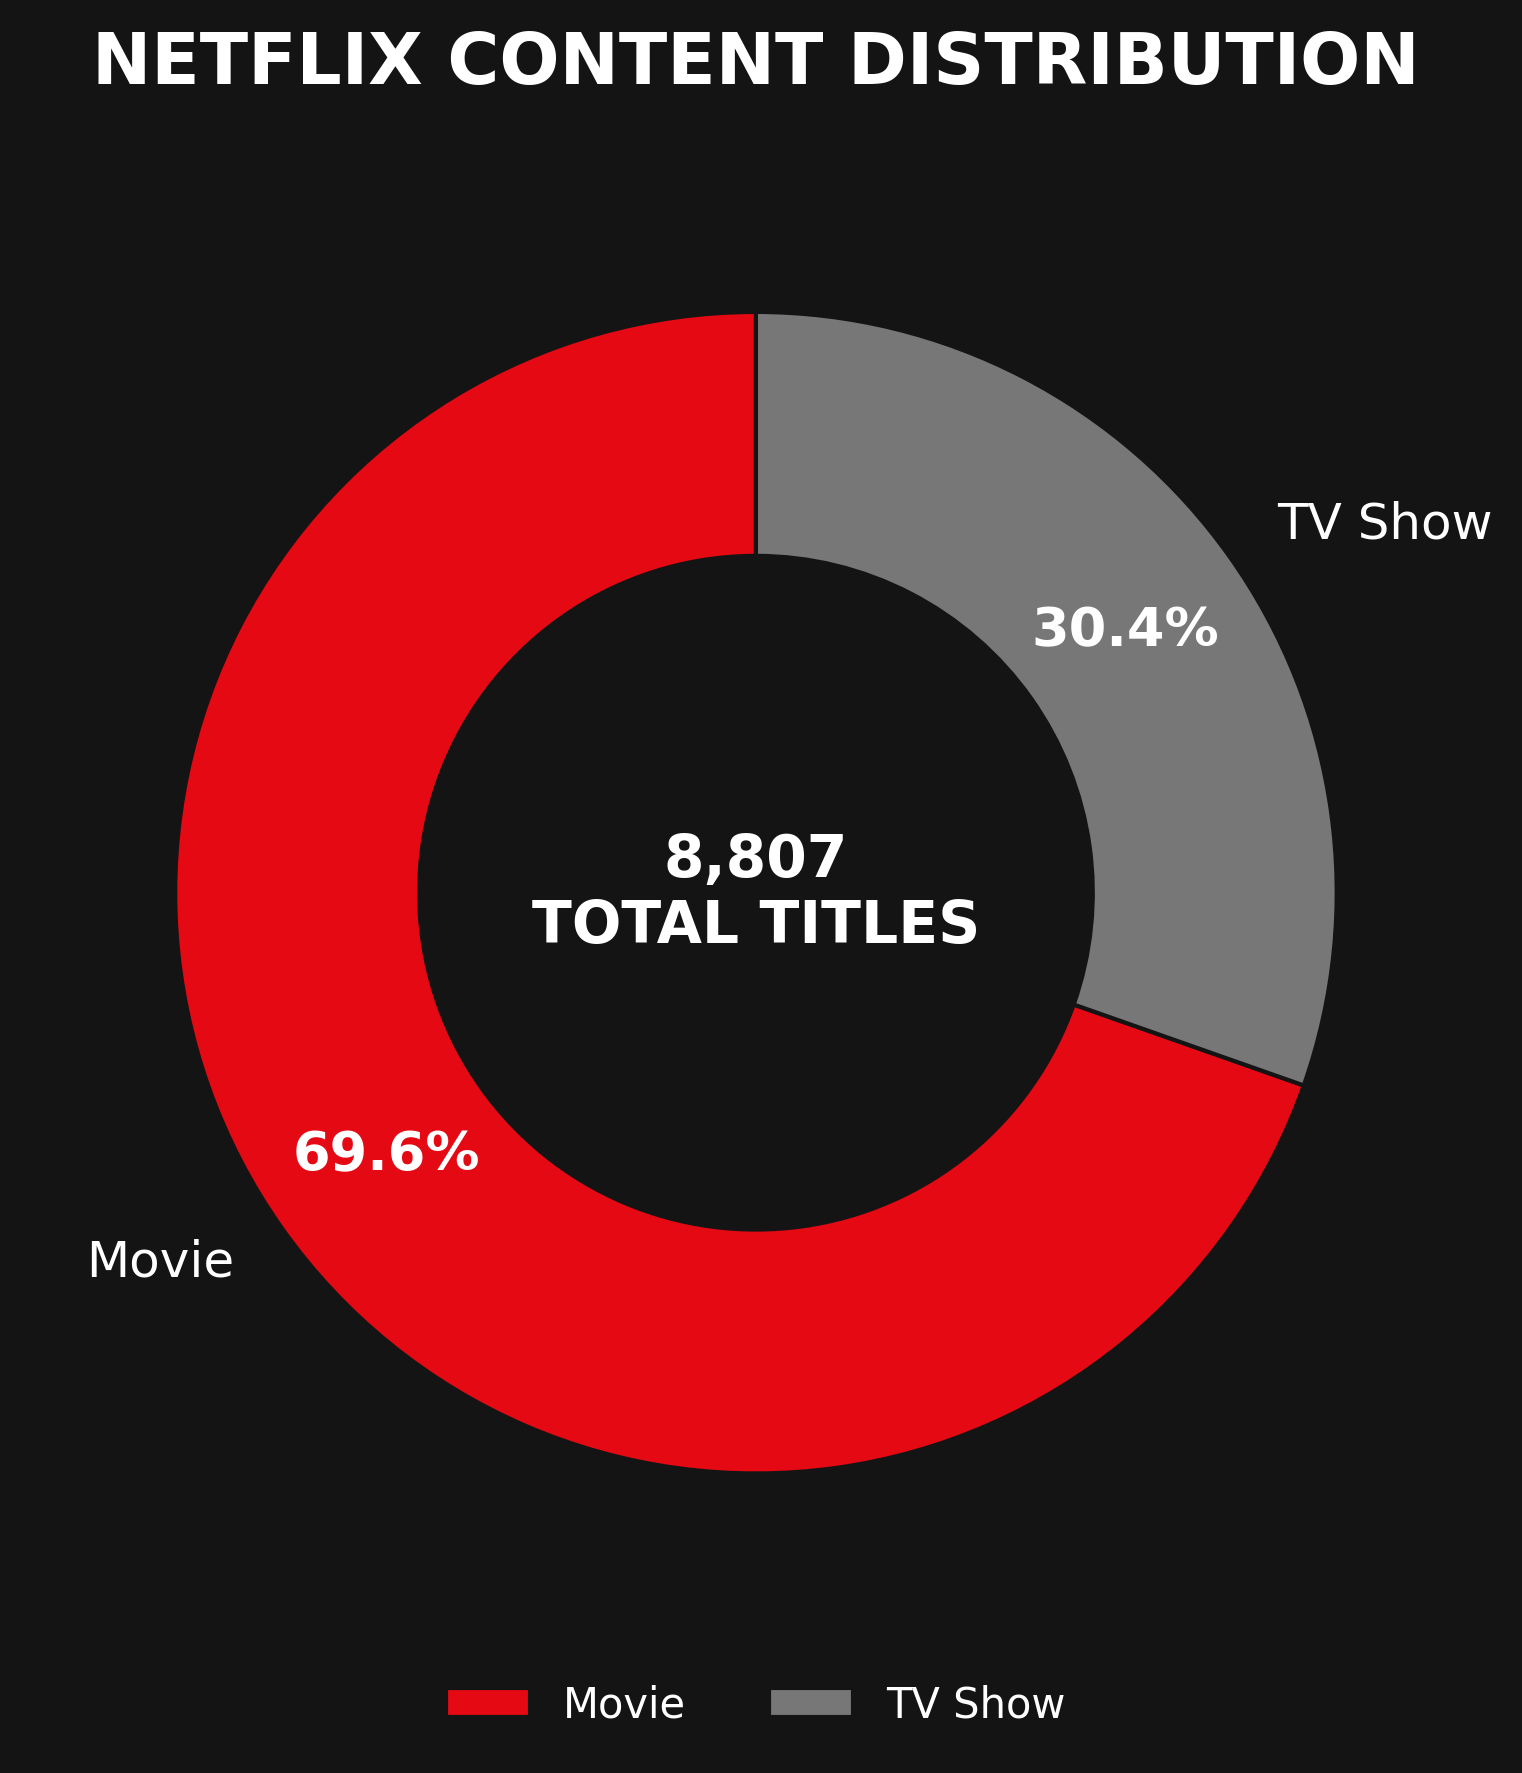 NETFLIX CONTENT DISTRIBUTION
TV Show
30.4%
8,807
TOTAL TITLES
69.6%
Movie
Movie
TV Show